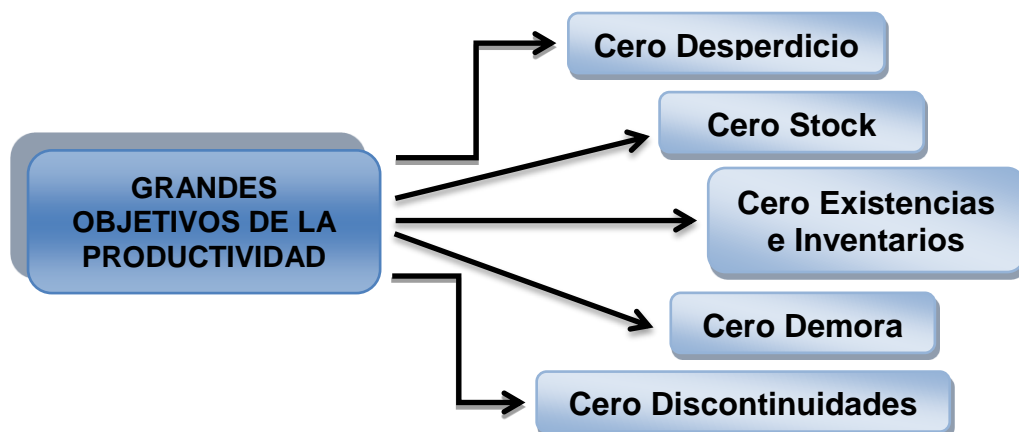 Cero Desperdicio
Cero Stock
GRANDES
OBJETIVOS DE LA
PRODUCTIVIDAD
Cero Existencias
e Inventarios
Cero Demora
Cero Discontinuidades